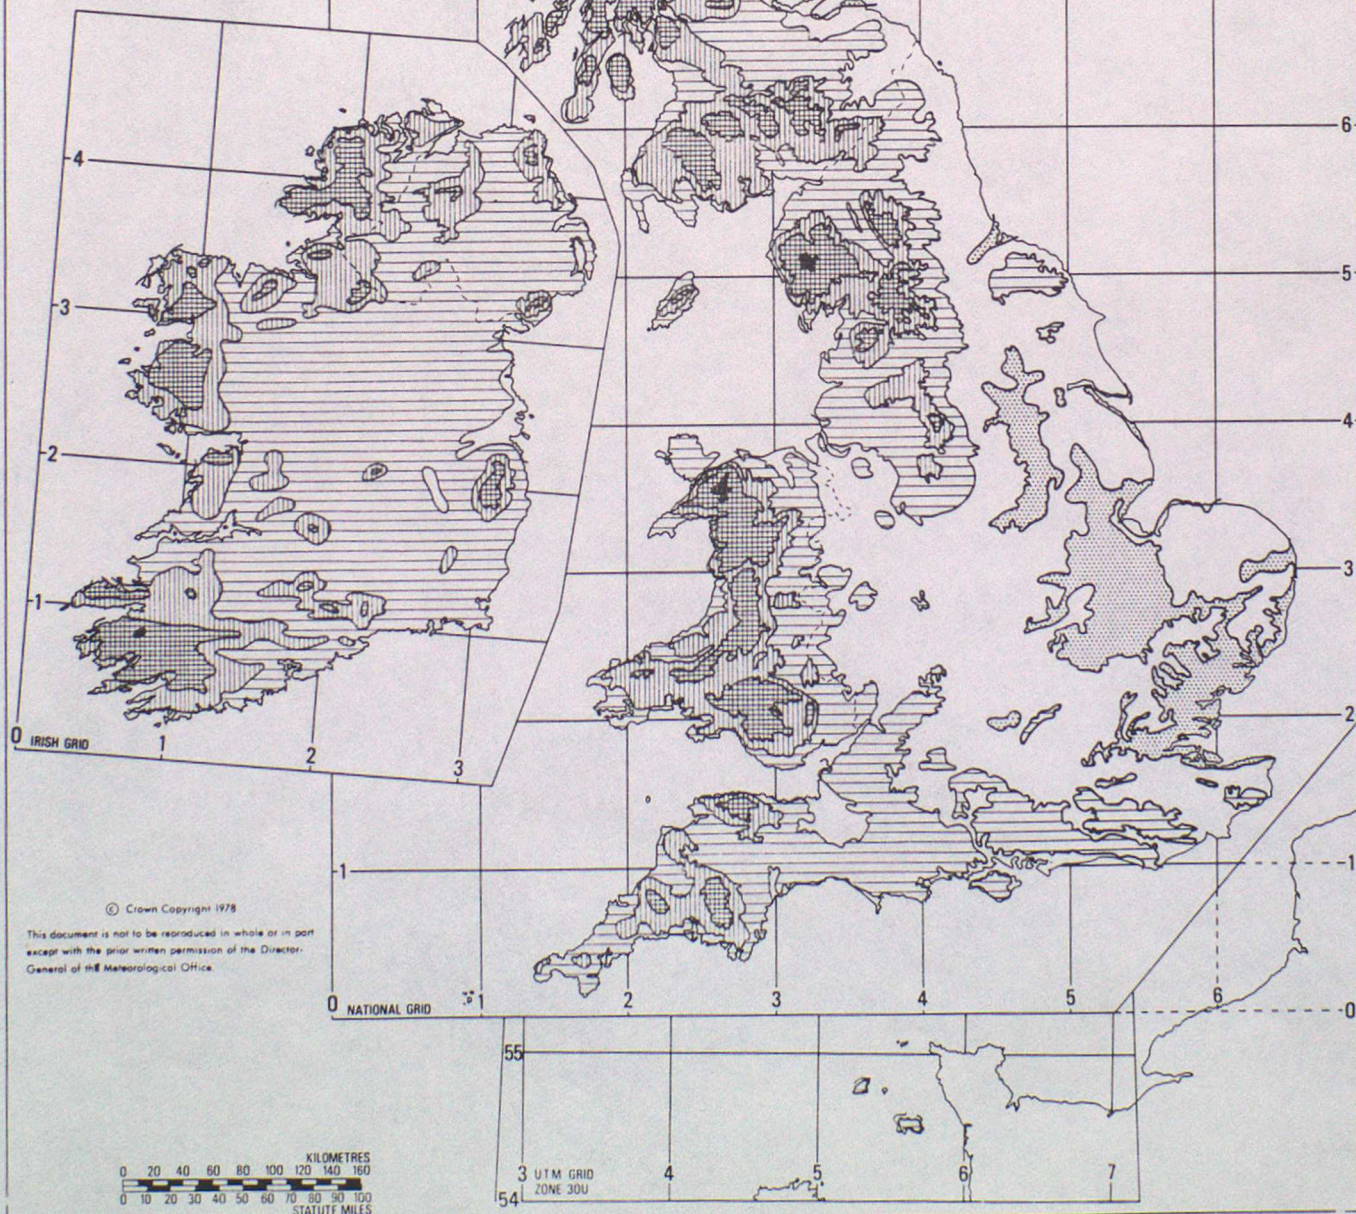 6
4
5
3
4
2
3
1
2
0 IRISH GRID
1
2
3
1
1
© Crown Copyright 1978
This document is not to be reproduced in whole or in part
except with the prior written permission of the Director-
General of the Meteorological Office.
0 NATIONAL GRID
1
2
3
4
5
6
0
55
KILOMETRES
0 20 40 60 80 100 120 140 160
0 10 20 30 40 50 60 70 80 90 100
STATUTE MILES
3 UTM GRID
ZONE 30U
4
5
6
7
54